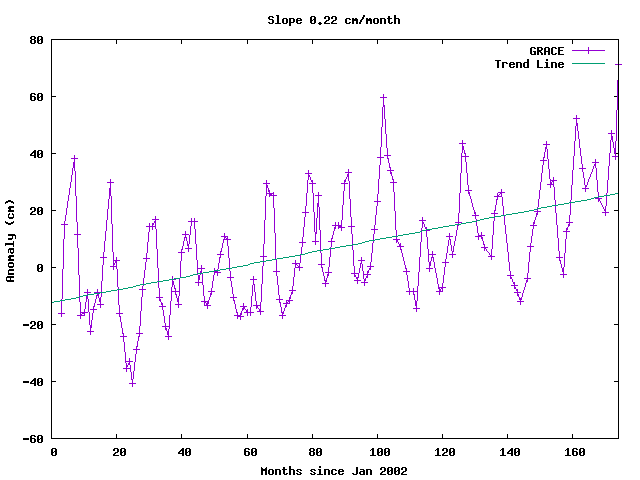 Slope 0.22 cm/month
GRACE
Trend Line
Anomaly (cm)
80
60
40
20
0
-20
-40
-60
0 20 40 60 80 100 120 140 160
Months since Jan 2002